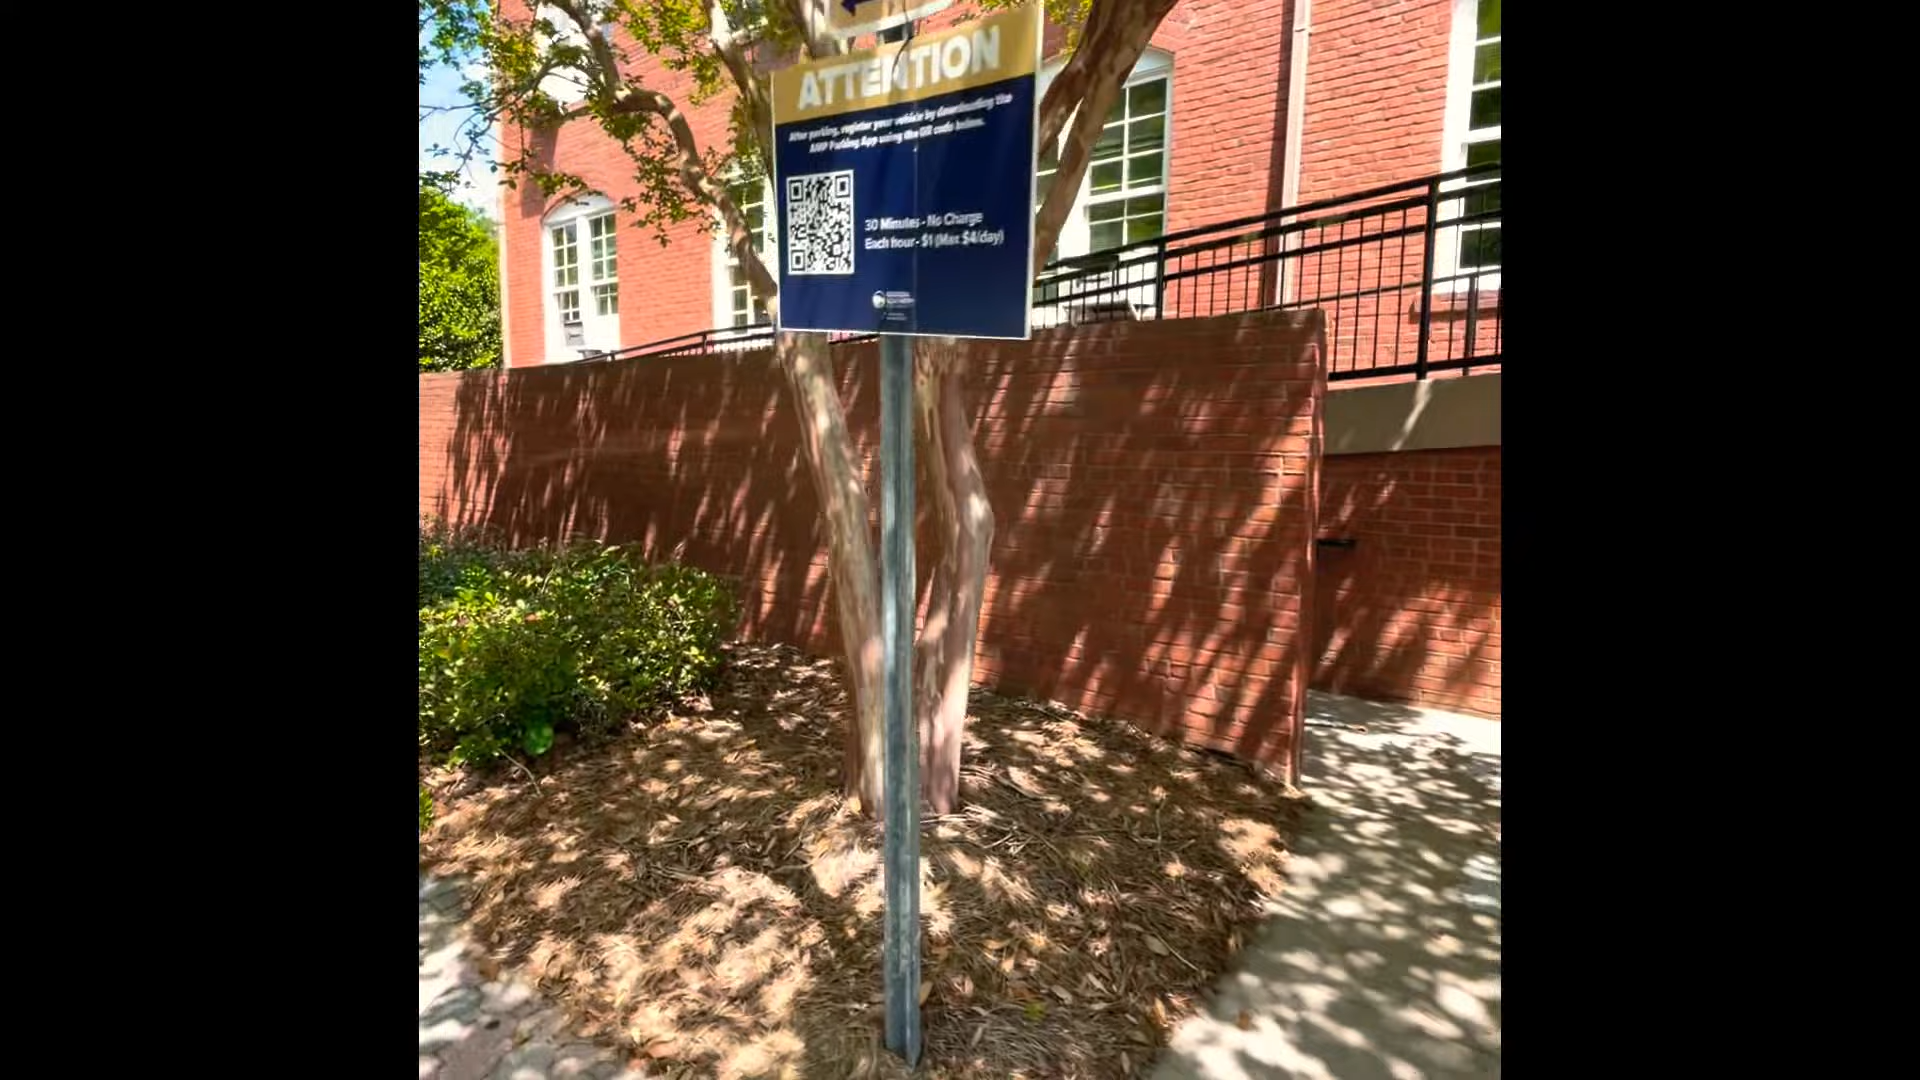 ATTENTION
After parking, register your vehicle by downloading the
AMP Parking App using the QR code below.
30 Minutes - No Charge
Each hour - $1 (Max $4/day)